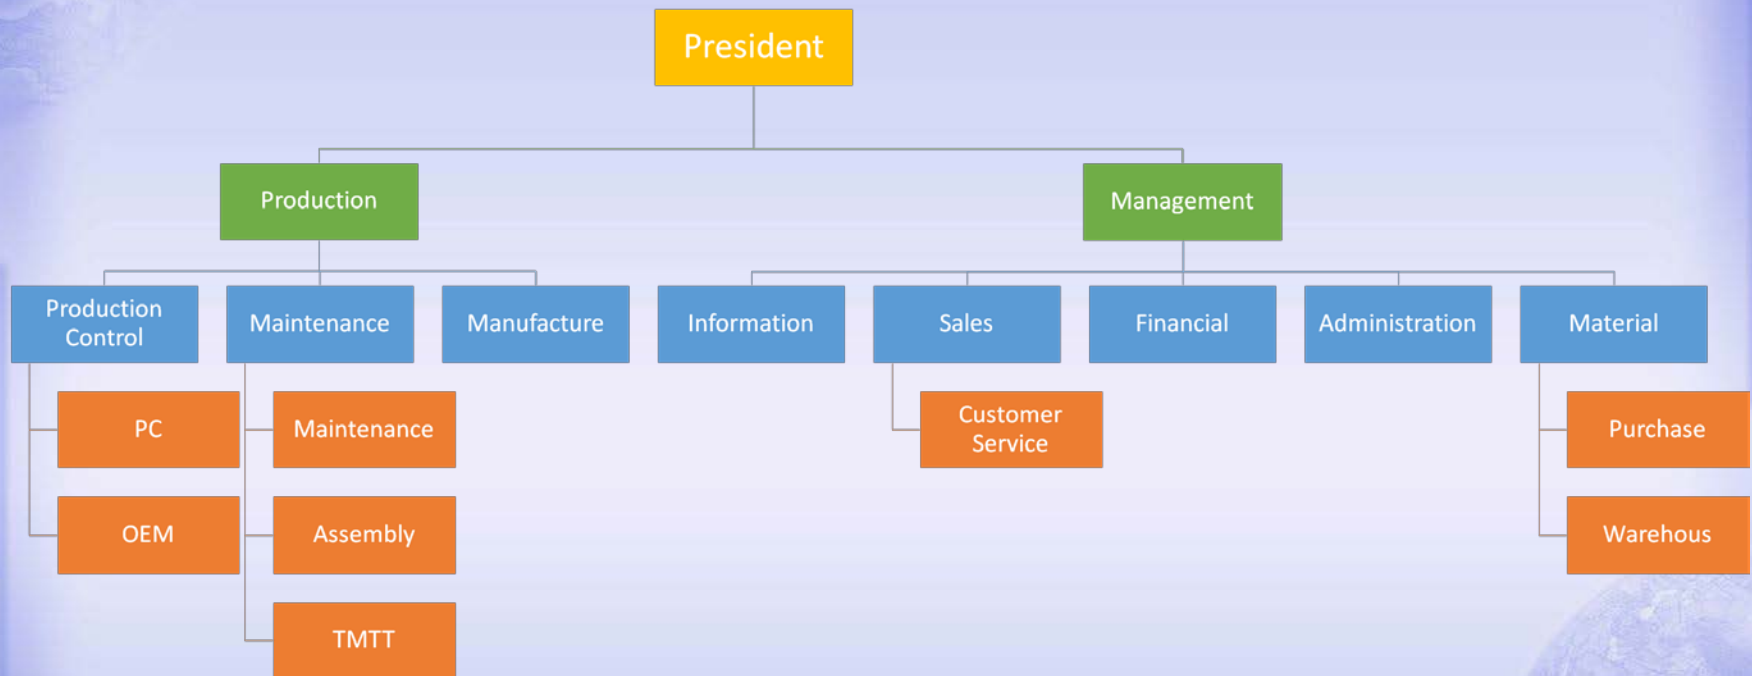 President
Production
Management
Production
Control
Maintenance
Manufacture
Information
Sales
Financial
Administration
Material
PC
Maintenance
Customer
Service
Purchase
OEM
Assembly
Warehous
TMTT